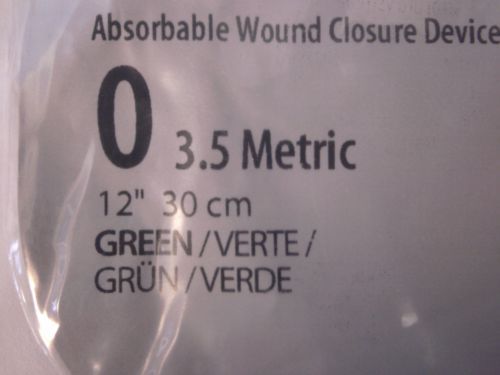 Absorbable Wound Closure Device
0 3.5 Metric
12" 30 cm
GREEN/VERTE/
GRÜN/VERDE